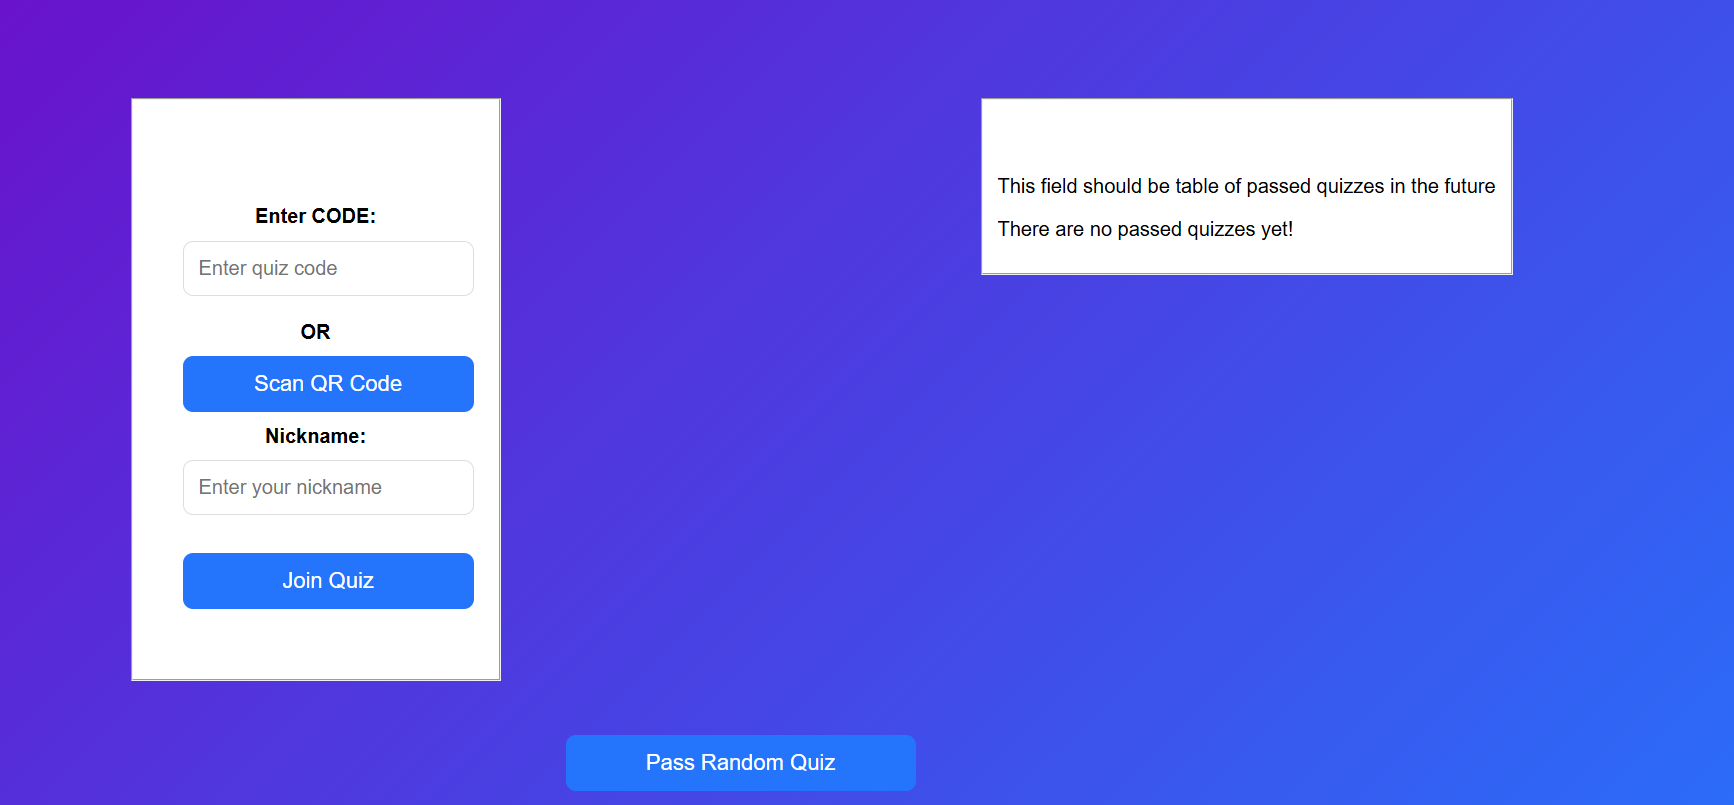 Enter CODE:
Enter quiz code
OR
Scan QR Code
Nickname:
Enter your nickname
Join Quiz
This field should be table of passed quizzes in the future
There are no passed quizzes yet!
Pass Random Quiz